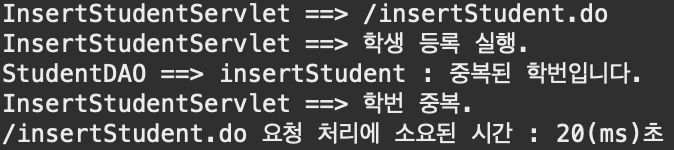 InsertStudentServlet ==> /insertStudent.do
InsertStudentServlet ==> 학생 등록 실행.
StudentDAO ==> insertStudent : 중복된 학번입니다.
InsertStudentServlet ==> 학번 중복.
/insertStudent.do 요청 처리에 소요된 시간 : 20(ms)초